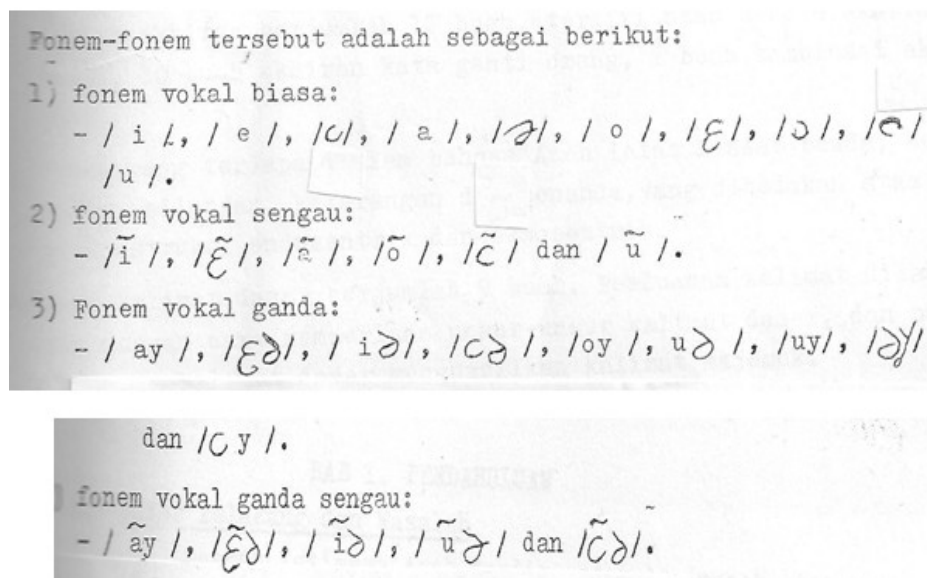 Fonem-fonem tersebut adalah sebagai berikut:
1) fonem vokal biasa:
- / i /, / e /, /c/, / a /, /ə/, / o /, /ɛ/, /ɔ/,
/u /.
2) fonem vokal sengau:
- /ĩ /, /ɛ̃ /, /ã /, /õ /, /c̃ / dan / ũ /.
3) Fonem vokal ganda:
- / ay /, /ɛə/, / iə/, /cə /, /oy /, uə /, /uy/, /əy/
dan /c y /.
) fonem vokal ganda sengau:
- / ãy /, /ɛ̃ə/, / ĩə/, / ũə / dan /c̃ə/.